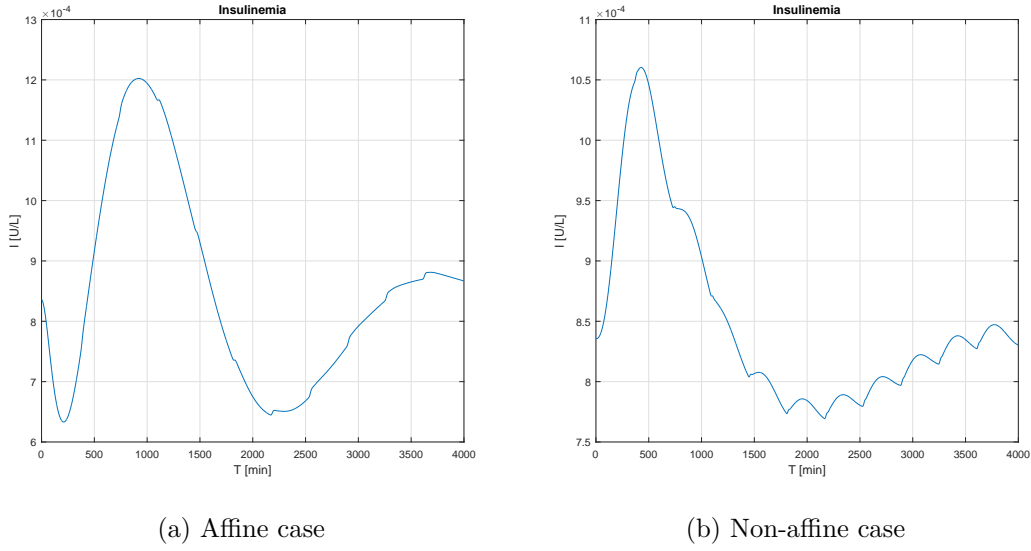 Insulinemia
×10⁻⁴
13
12
11
10
9
8
7
6
I [U/L]
0 500 1000 1500 2000 2500 3000 3500 4000
T [min]
(a) Affine case
Insulinemia
×10⁻⁴
11
10.5
10
9.5
9
8.5
8
7.5
I [U/L]
0 500 1000 1500 2000 2500 3000 3500 4000
T [min]
(b) Non-affine case